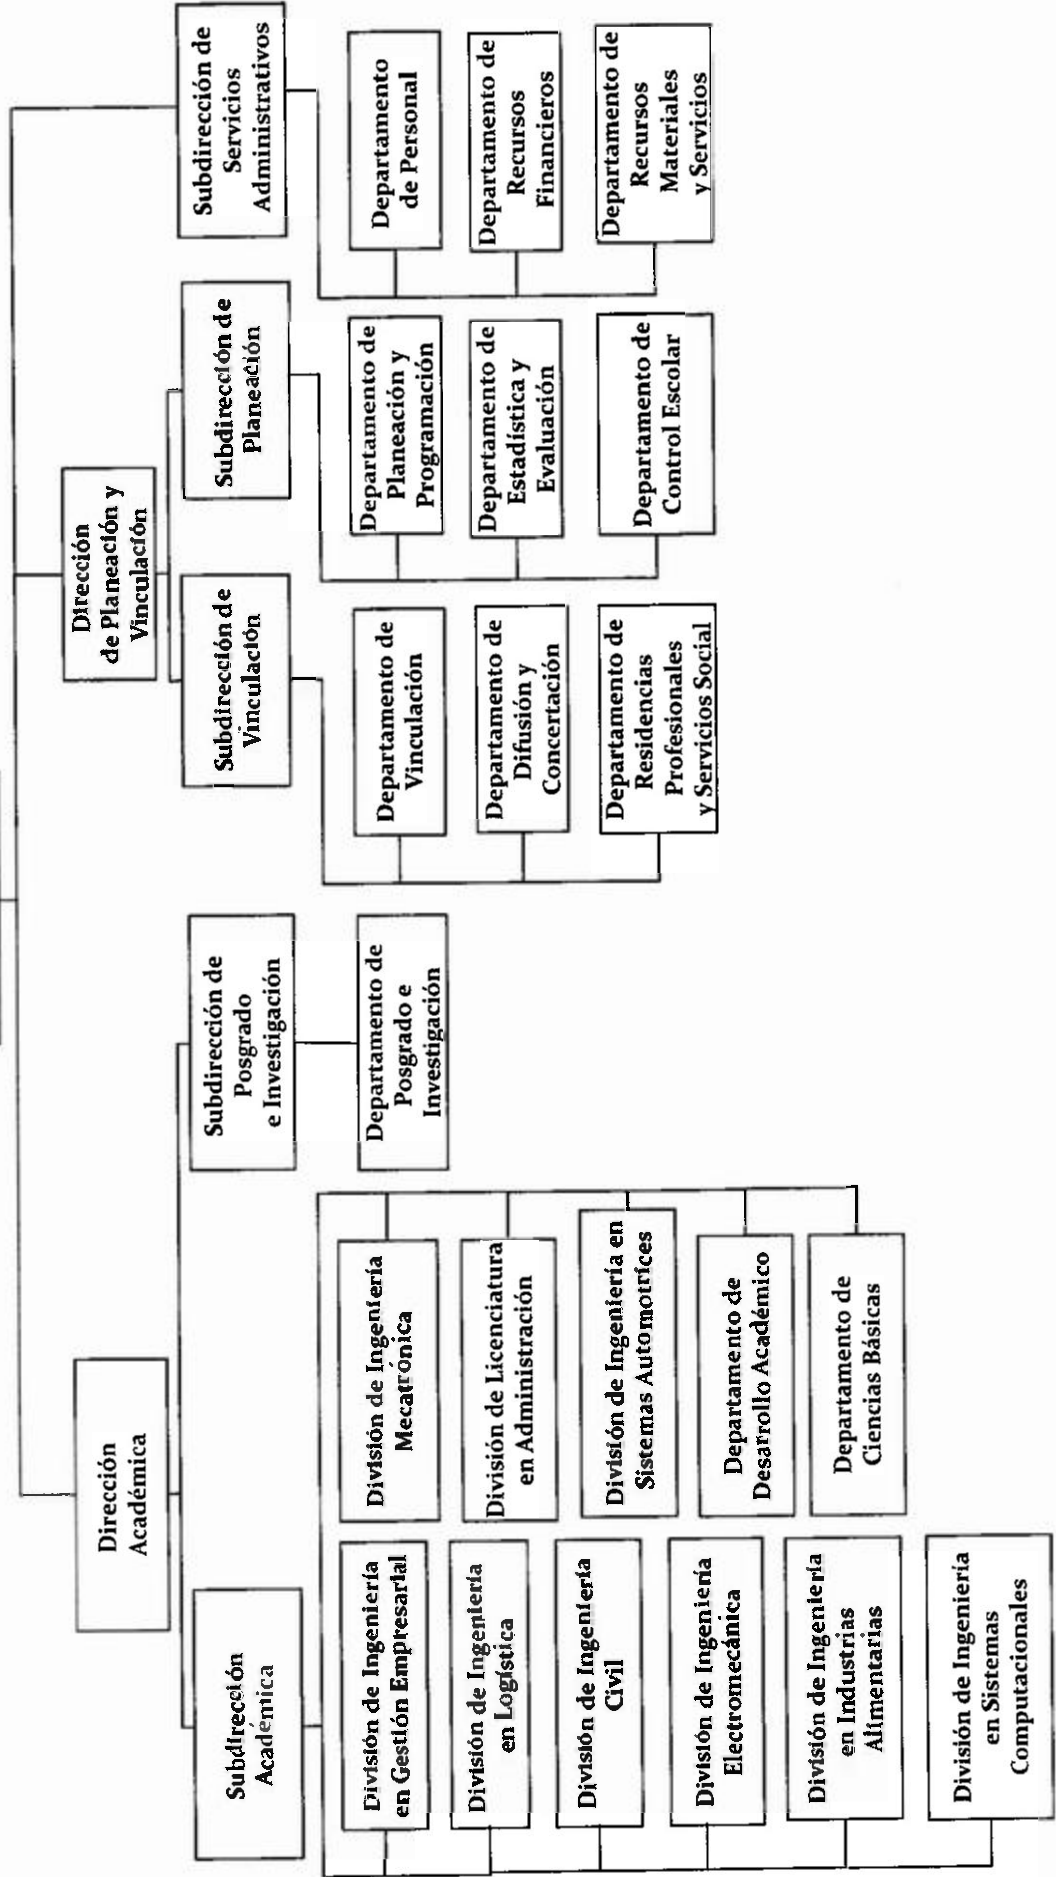 Dirección
Académica
Dirección
de Planeación y
Vinculación
Subdirección
Académica
Subdirección de
Posgrado
e Investigación
Subdirección de
Vinculación
Subdirección de
Planeación
Subdirección de
Servicios
Administrativos
División de Ingeniería
en Gestión Empresarial
División de Ingeniería
en Logística
División de Ingeniería
Civil
División de Ingeniería
Electromecánica
División de Ingeniería
en Industrias
Alimentarias
División de Ingeniería
en Sistemas
Computacionales
División de Ingeniería
Mecatrónica
División de Licenciatura
en Administración
División de Ingeniería en
Sistemas Automotrices
Departamento de
Desarrollo Académico
Departamento de
Ciencias Básicas
Departamento de
Posgrado e
Investigación
Departamento de
Vinculación
Departamento de
Difusión y
Concertación
Departamento de
Residencias
Profesionales
y Servicios Social
Departamento de
Planeación y
Programación
Departamento de
Estadística y
Evaluación
Departamento de
Control Escolar
Departamento
de Personal
Departamento de
Recursos
Financieros
Departamento de
Recursos
Materiales
y Servicios